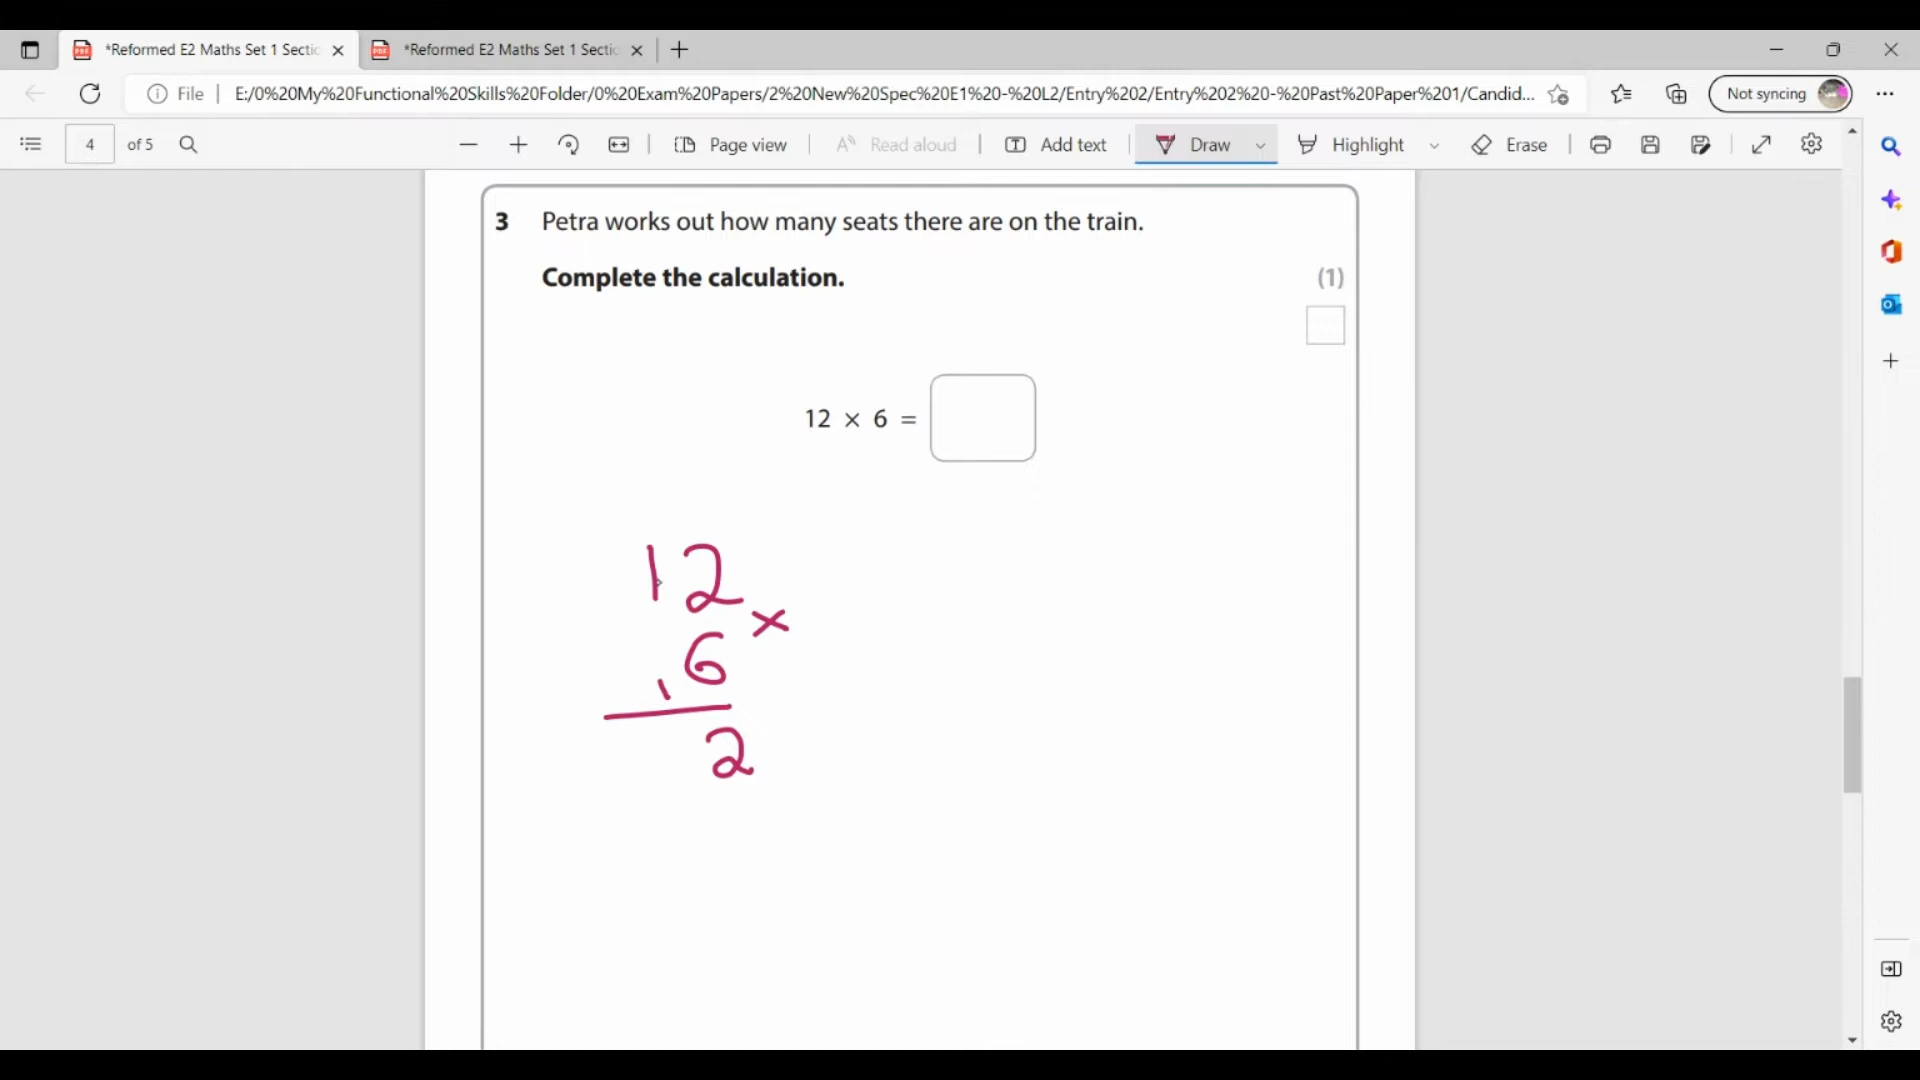 *Reformed E2 Maths Set 1 Sectic
*Reformed E2 Maths Set 1 Sectic
File
E:/0%20My%20Functional%20Skills%20Folder/0%20Exam%20Papers/2%20New%20Spec%20E1%20-%20L2/Entry%202/Entry%202%20-%20Past%20Paper%201/Candid...
Not syncing
4 of 5
Page view
Read aloud
Add text
Draw
Highlight
Erase
3 Petra works out how many seats there are on the train.
Complete the calculation. (1)
12 × 6 =
12
×
6
1
2